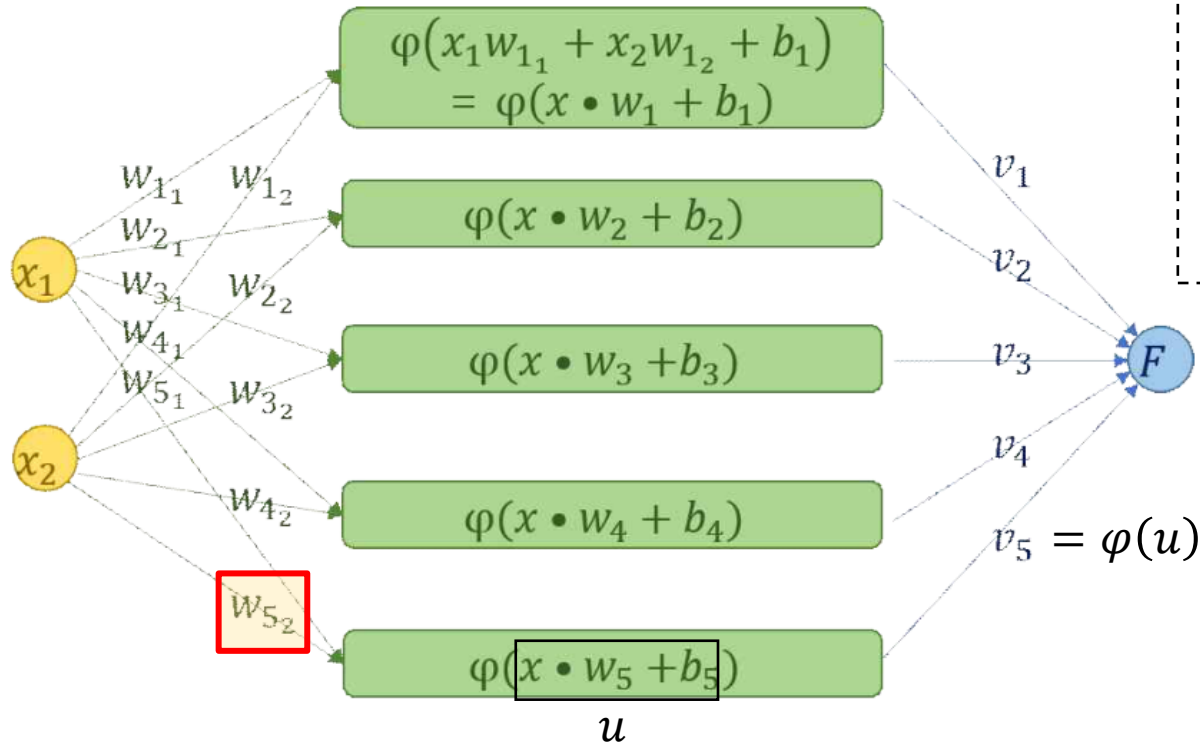 φ(x₁w₁₁ + x₂w₁₂ + b₁)
= φ(x • w₁ + b₁)
w₁₁
w₁₂
v₁
φ(x • w₂ + b₂)
w₂₁
x₁
v₂
w₃₁
w₂₂
w₄₁
φ(x • w₃ +b₃)
v₃
F
w₅₁
w₃₂
x₂
v₄
w₄₂
φ(x • w₄ + b₄)
v₅ = φ(u)
w₅₂
φ(x • w₅ +b₅)
u